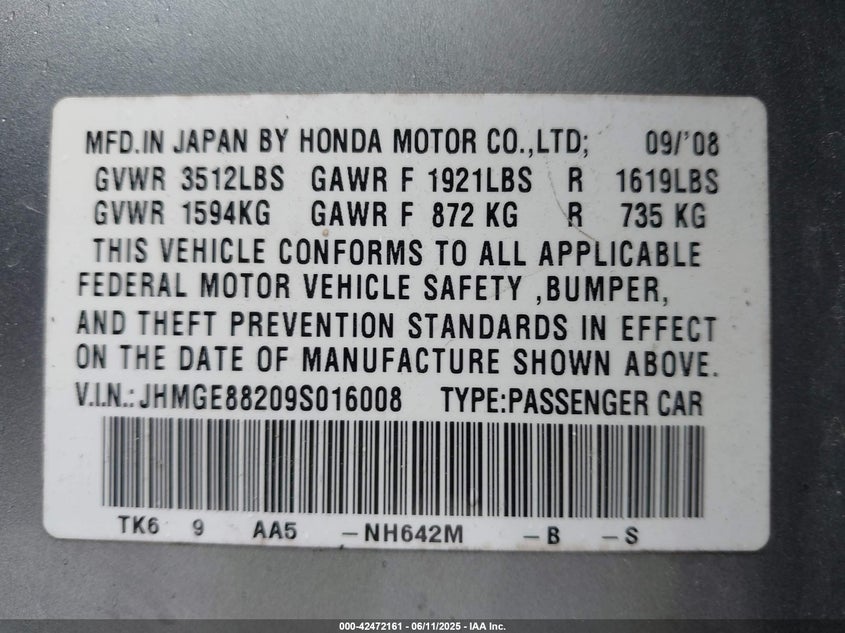 MFD.IN JAPAN BY HONDA MOTOR CO.,LTD; 09/'08
GVWR 3512LBS GAWR F 1921LBS R 1619LBS
GVWR 1594KG GAWR F 872 KG R 735 KG
THIS VEHICLE CONFORMS TO ALL APPLICABLE
FEDERAL MOTOR VEHICLE SAFETY ,BUMPER,
AND THEFT PREVENTION STANDARDS IN EFFECT
ON THE DATE OF MANUFACTURE SHOWN ABOVE.
V.I.N.:JHMGE88209S016008 TYPE:PASSENGER CAR
TK6 9 AA5 -NH642M -B -S
000-42472161 - 06/11/2025 - IAA Inc.